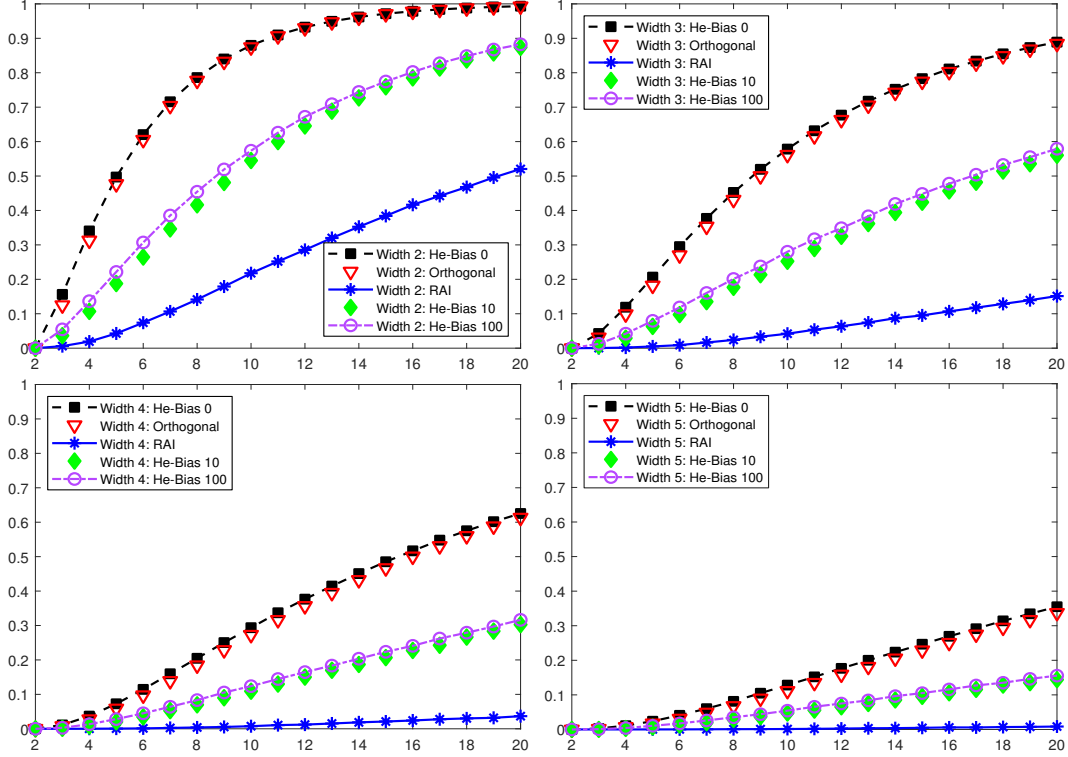 1
0.9
0.8
0.7
0.6
0.5
0.4
0.3
0.2
0.1
0
2 4 6 8 10 12 14 16 18 20
Width 2: He-Bias 0
Width 2: Orthogonal
Width 2: RAI
Width 2: He-Bias 10
Width 2: He-Bias 100
1
0.9
0.8
0.7
0.6
0.5
0.4
0.3
0.2
0.1
0
2 4 6 8 10 12 14 16 18 20
Width 3: He-Bias 0
Width 3: Orthogonal
Width 3: RAI
Width 3: He-Bias 10
Width 3: He-Bias 100
1
0.9
0.8
0.7
0.6
0.5
0.4
0.3
0.2
0.1
0
2 4 6 8 10 12 14 16 18 20
Width 4: He-Bias 0
Width 4: Orthogonal
Width 4: RAI
Width 4: He-Bias 10
Width 4: He-Bias 100
1
0.9
0.8
0.7
0.6
0.5
0.4
0.3
0.2
0.1
0
2 4 6 8 10 12 14 16 18 20
Width 5: He-Bias 0
Width 5: Orthogonal
Width 5: RAI
Width 5: He-Bias 10
Width 5: He-Bias 100